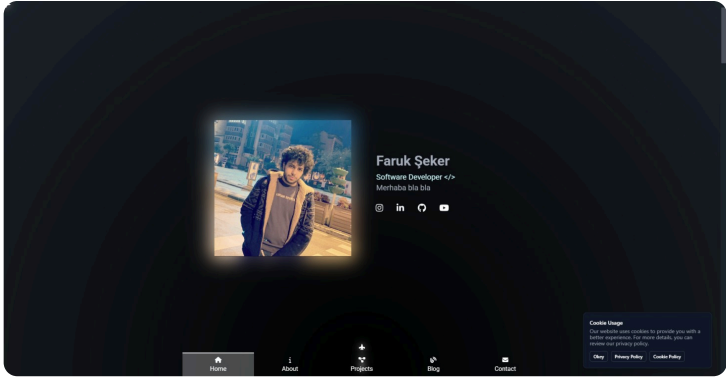 Faruk Şeker
Software Developer </>
Merhaba bla bla
Cookie Usage
Our website uses cookies to provide you with a
better experience. For more details, you can
review our privacy policy.
Okey Privacy Policy Cookie Policy
Home About Projects Blog Contact